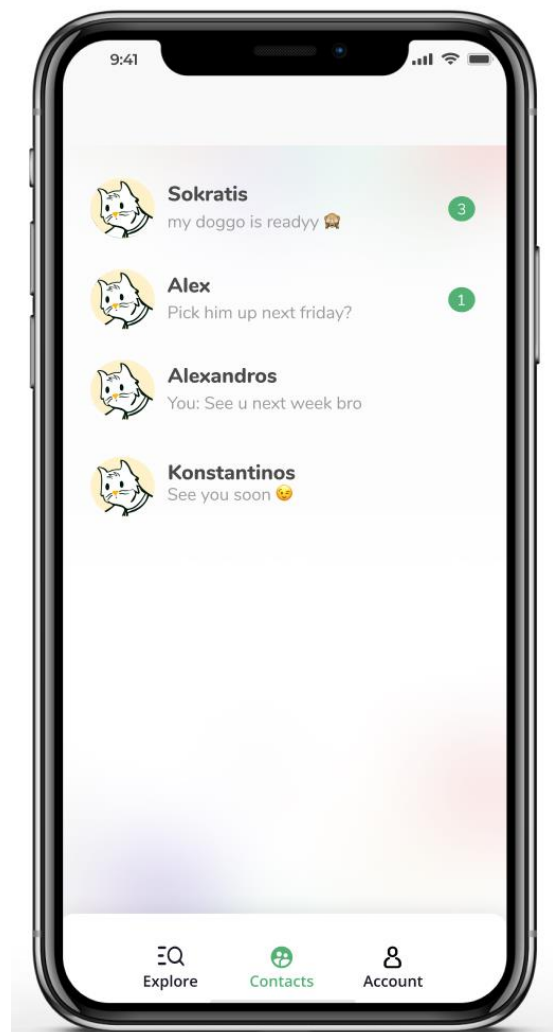 9:41
Sokratis
my doggo is readyy 🙈
3
Alex
Pick him up next friday?
1
Alexandros
You: See u next week bro
Konstantinos
See you soon 😉
Explore
Contacts
Account